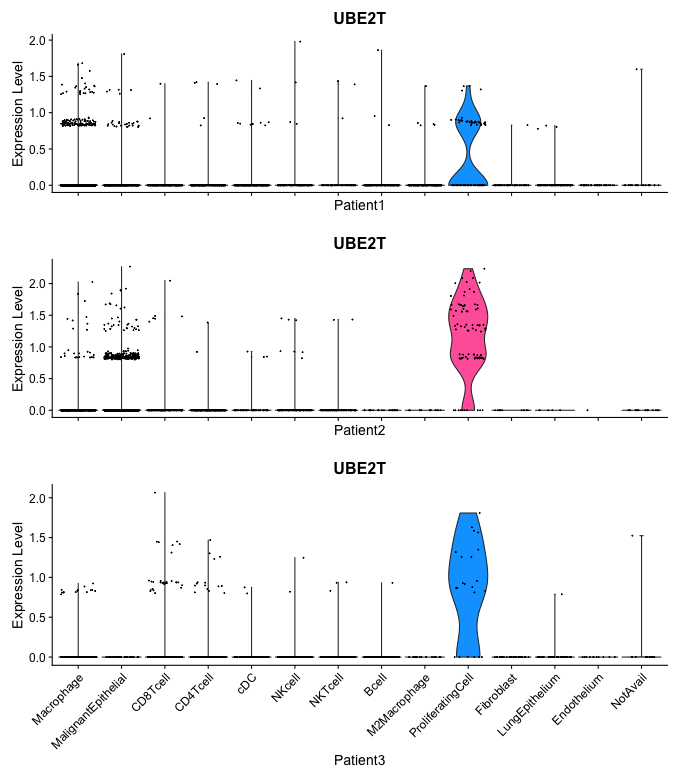 UBE2T
Expression Level
2.0
1.5
1.0
0.5
0.0
Patient1
UBE2T
Expression Level
2.0
1.5
1.0
0.5
0.0
Patient2
UBE2T
Expression Level
2.0
1.5
1.0
0.5
0.0
Macrophage
MalignantEpithelial
CD8Tcell
CD4Tcell
cDC
NKcell
NKTcell
Bcell
M2Macrophage
ProliferatingCell
Fibroblast
LungEpithelium
Endothelium
NotAvail
Patient3